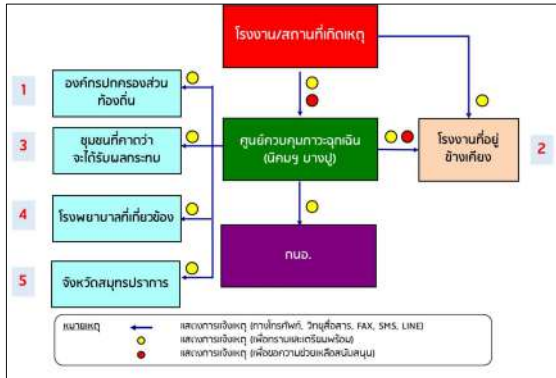 โรงงาน/สถานที่เกิดเหตุ
1
องค์กรปกครองส่วน
ท้องถิ่น
3
ชุมชนที่คาดว่า
จะได้รับผลกระทบ
ศูนย์ควบคุมภาวะฉุกเฉิน
(นิคมฯ บางปู)
โรงงานที่อยู่
ข้างเคียง
2
4
โรงพยาบาลที่เกี่ยวข้อง
กนอ.
5
จังหวัดสมุทรปราการ
หมายเหตุ
แสดงการแจ้งเหตุ (ทางโทรศัพท์, วิทยุสื่อสาร, FAX, SMS, LINE)
แสดงการแจ้งเหตุ (เพื่อทราบและเตรียมพร้อม)
แสดงการแจ้งเหตุ (เพื่อขอความช่วยเหลือสนับสนุน)